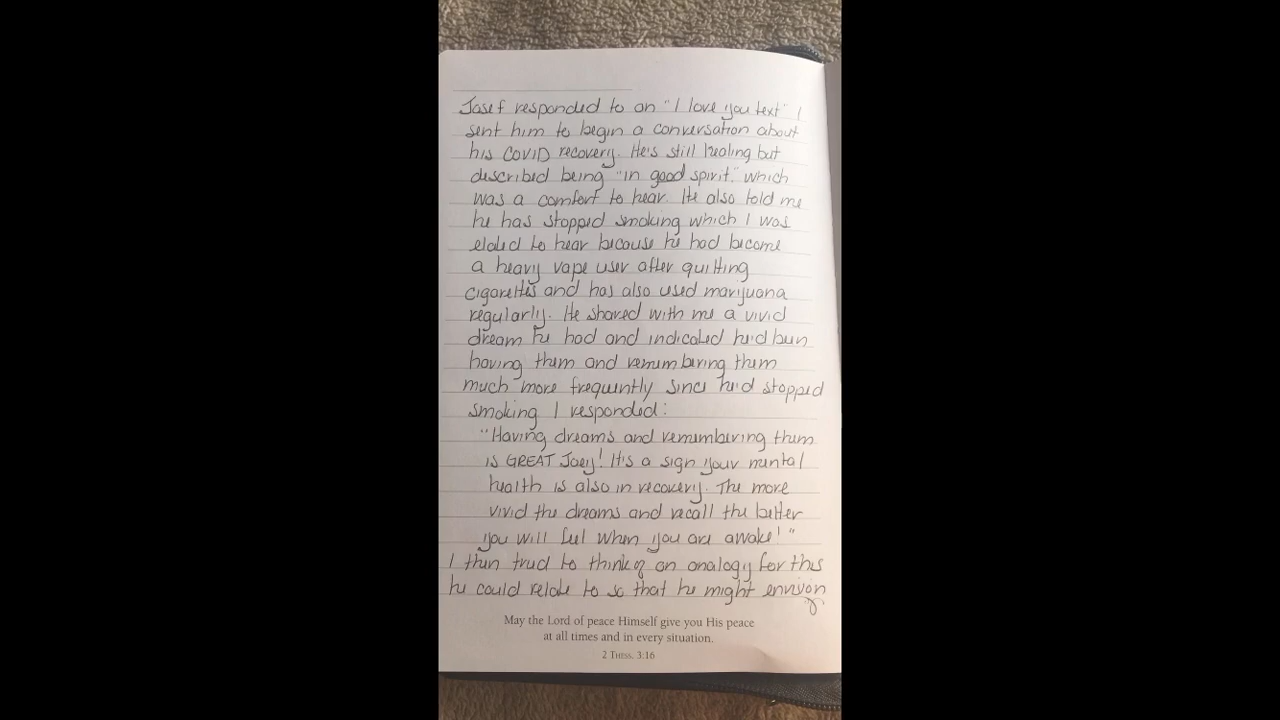 Josef responded to an "I love you text" I
sent him to begin a conversation about
his COVID recovery. He's still healing but
described being "in good spirit." which
was a comfort to hear. He also told me
he has stopped smoking which I was
elated to hear because he had become
a heavy vape user after quitting
cigarettes and has also used marijuana
regularly. He shared with me a vivid
dream he had and indicated he'd been
having them and remembering them
much more frequently since he'd stopped
smoking I responded:
"Having dreams and remembering them
is GREAT Joey! It's a sign your mental
health is also in recovery. The more
vivid the dreams and recall the better
you will feel when you are awake!"
I then tried to think of an analogy for this
he could relate to so that he might envision
May the Lord of peace Himself give you His peace
at all times and in every situation.
2 Thess. 3:16